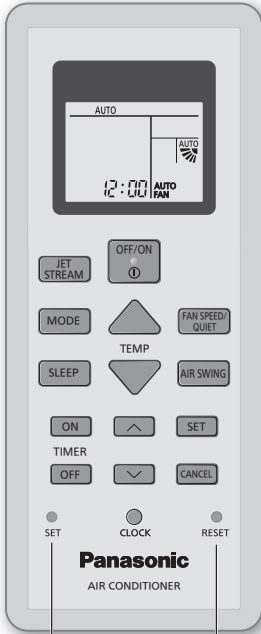 AUTO
AUTO
12:00 AUTO
FAN
OFF/ON
JET
STREAM
MODE
FAN SPEED/
QUIET
TEMP
SLEEP
AIR SWING
ON
SET
TIMER
OFF
CANCEL
SET
CLOCK
RESET
Panasonic
AIR CONDITIONER